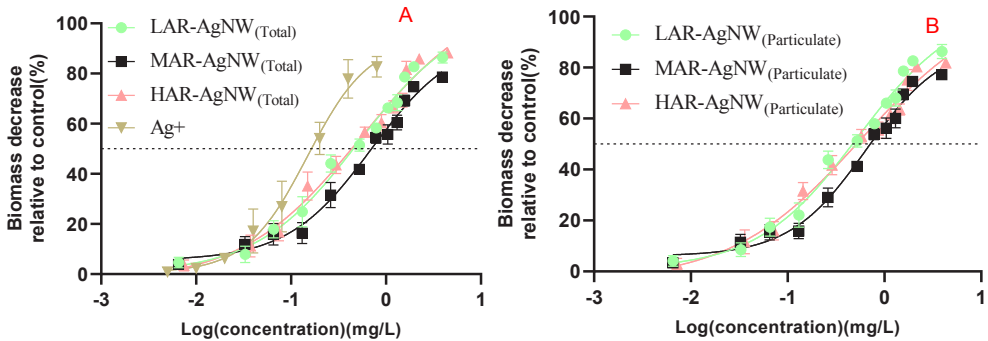 A
LAR-AgNW(Total)
MAR-AgNW(Total)
HAR-AgNW(Total)
Ag+
Biomass decrease
relative to control(%)
100
80
60
40
20
0
-3
-2
-1
0
1
Log(concentration)(mg/L)
B
LAR-AgNW(Particulate)
MAR-AgNW(Particulate)
HAR-AgNW(Particulate)
Biomass decrease
relative to control(%)
100
80
60
40
20
0
-3
-2
-1
0
1
Log(concentration)(mg/L)